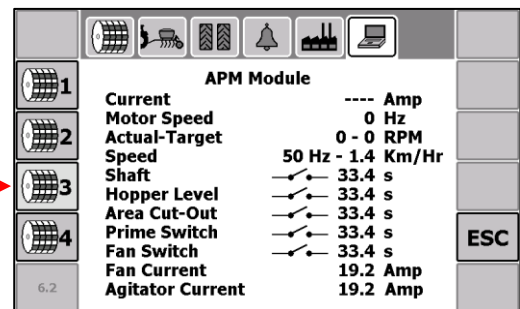 APM Module
1
Current ---- Amp
Motor Speed 0 Hz
2
Actual-Target 0 - 0 RPM
Speed 50 Hz - 1.4 Km/Hr
Shaft 33.4 s
3
Hopper Level 33.4 s
Area Cut-Out 33.4 s
4
Prime Switch 33.4 s
ESC
Fan Switch 33.4 s
Fan Current 19.2 Amp
6.2
Agitator Current 19.2 Amp